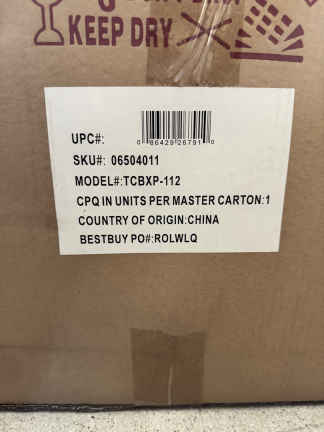 KEEP DRY
UPC#:
0 86429 26791 0
SKU#: 06504011
MODEL#:TCBXP-112
CPQ IN UNITS PER MASTER CARTON:1
COUNTRY OF ORIGIN:CHINA
BESTBUY PO#:ROLWLQ